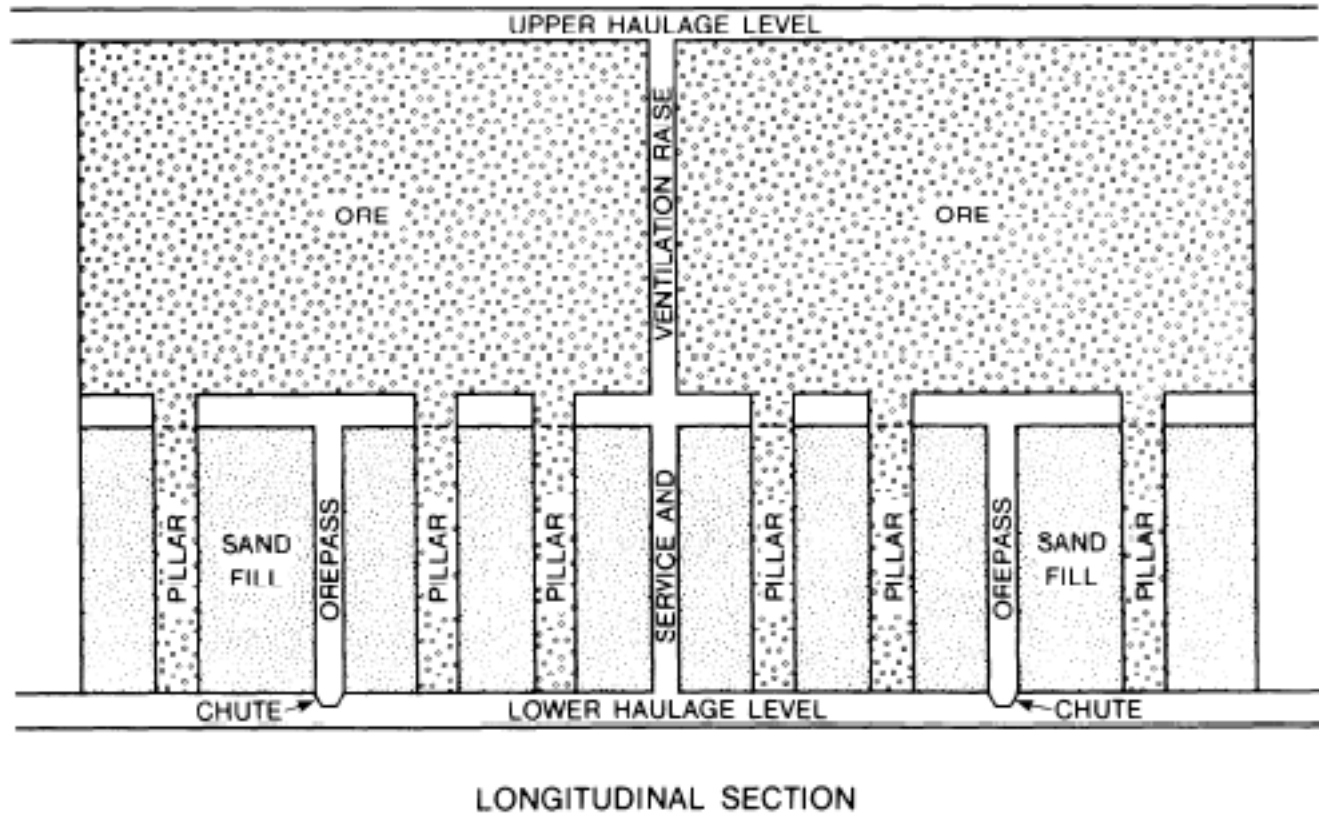 UPPER HAULAGE LEVEL
VENTILATION RAISE
ORE
ORE
PILLAR
SAND
FILL
OREPASS
PILLAR
PILLAR
SERVICE AND
PILLAR
PILLAR
OREPASS
SAND
FILL
PILLAR
CHUTE
LOWER HAULAGE LEVEL
CHUTE
LONGITUDINAL SECTION